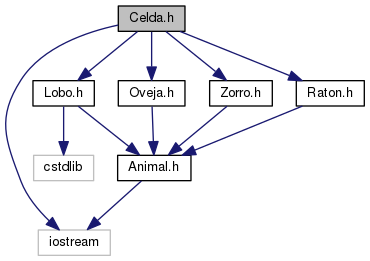 Celda.h
Lobo.h
Oveja.h
Zorro.h
Raton.h
cstdlib
Animal.h
iostream